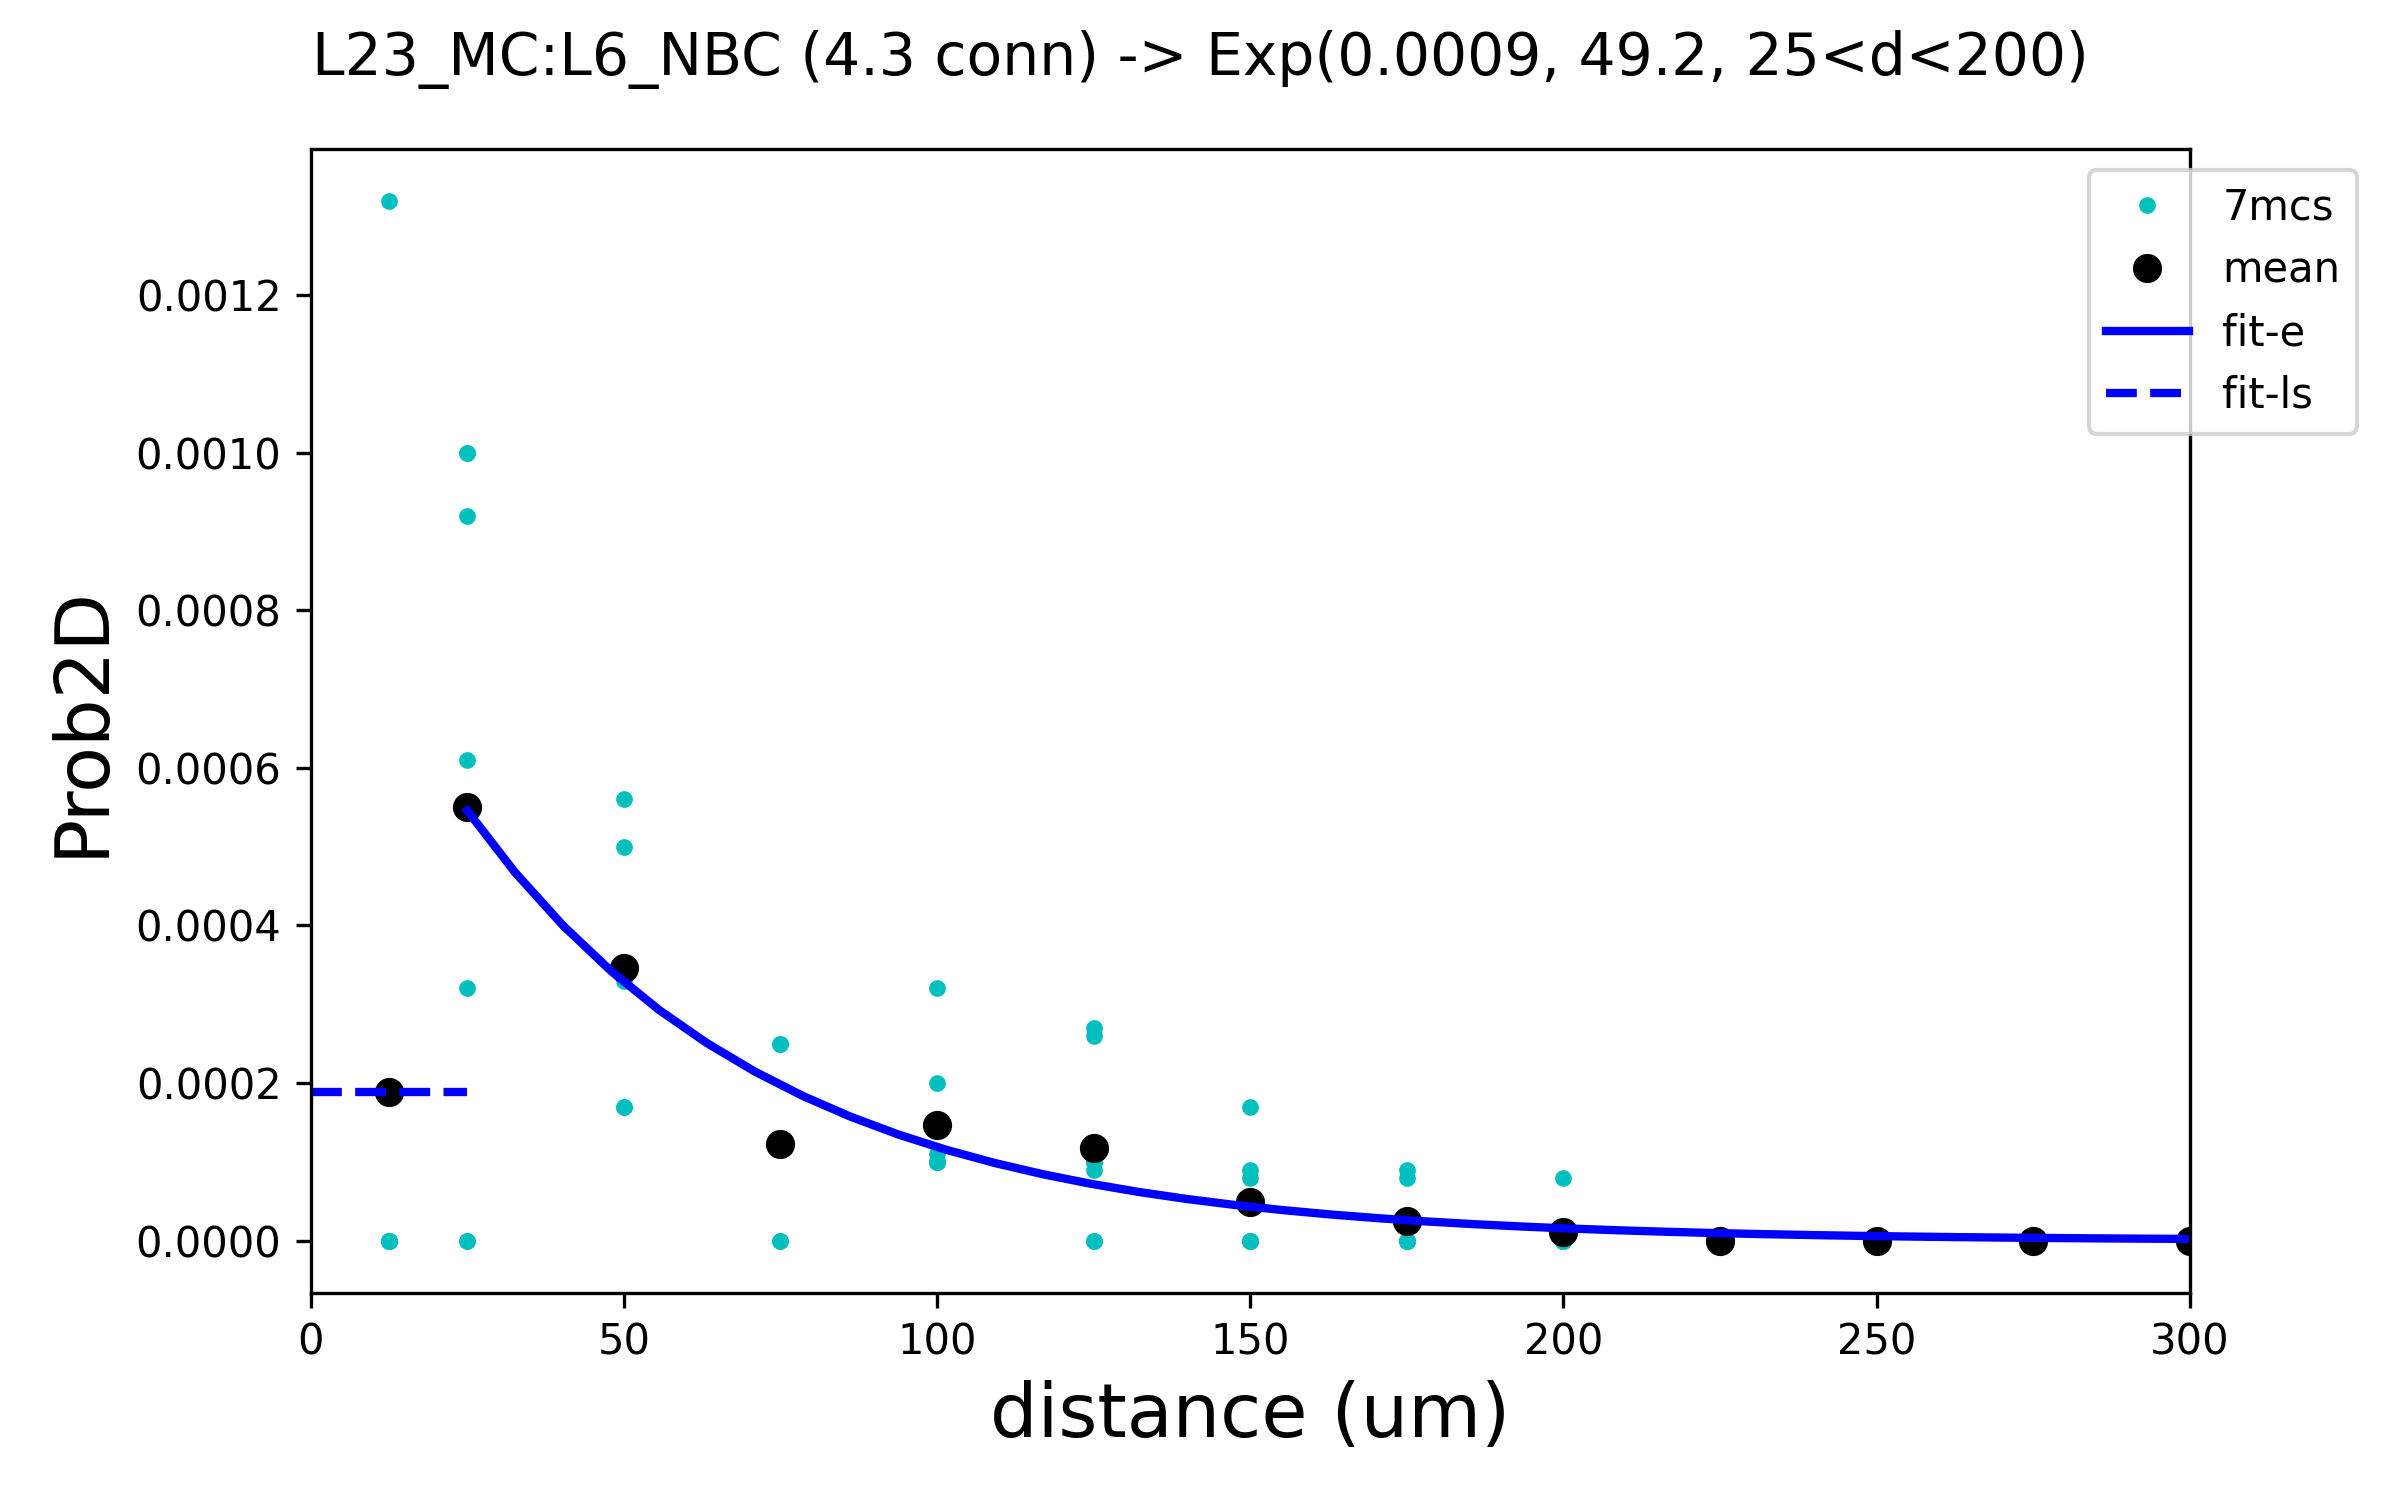 L23_MC:L6_NBC (4.3 conn) -> Exp(0.0009, 49.2, 25<d<200)
7mcs
mean
fit-e
fit-ls
Prob2D
0.0012
0.0010
0.0008
0.0006
0.0004
0.0002
0.0000
0 50 100 150 200 250 300
distance (um)